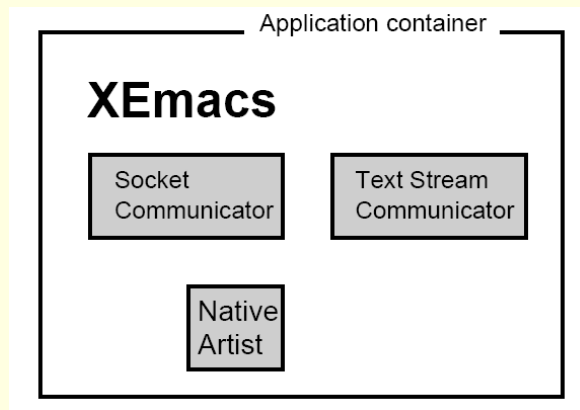 Application container
XEmacs
Socket
Communicator
Text Stream
Communicator
Native
Artist